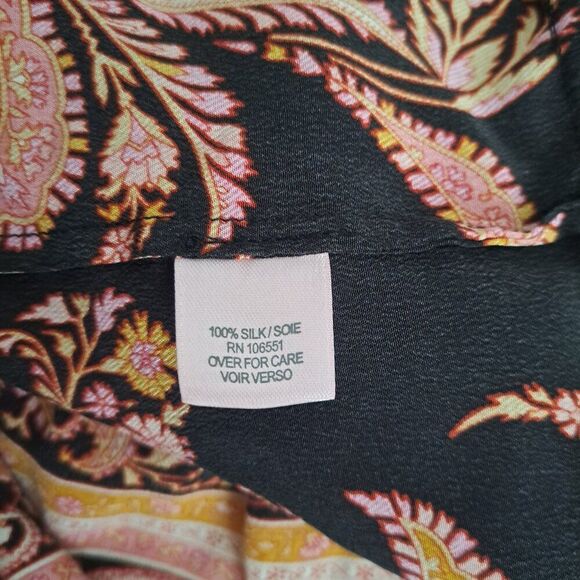 100% SILK/SOIE
RN 106551
OVER FOR CARE
VOIR VERSO